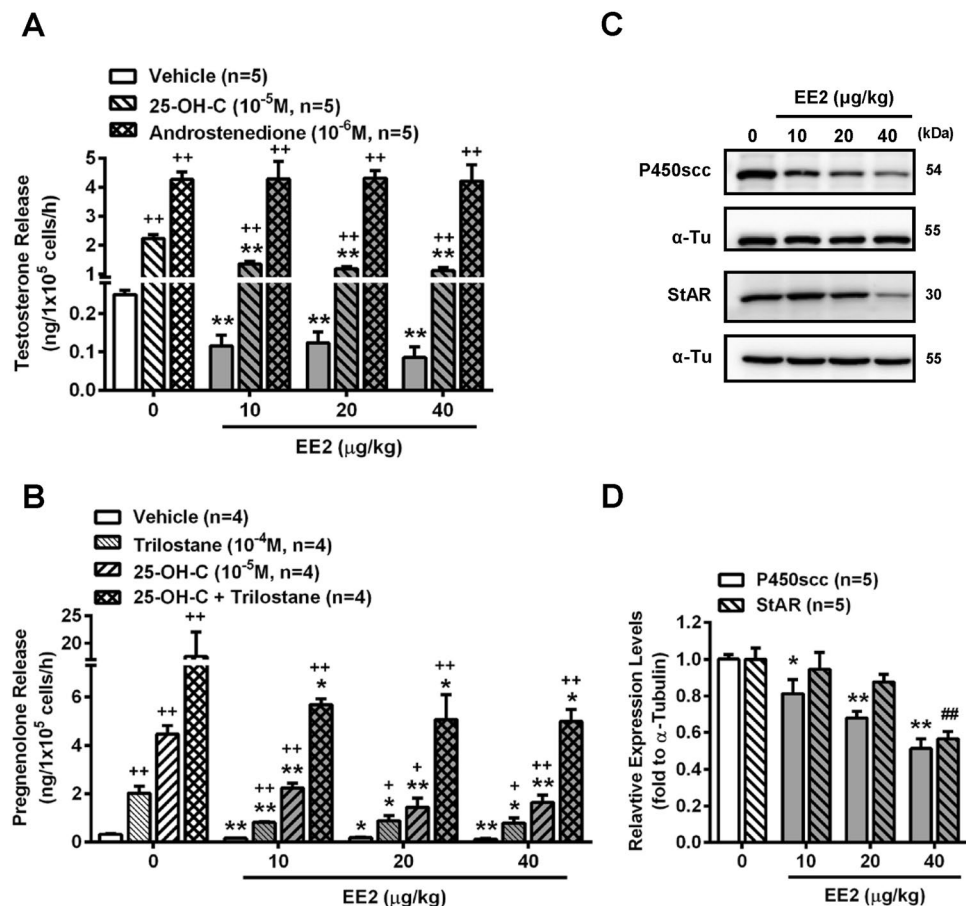 A
Vehicle (n=5)
25-OH-C (10⁻⁵M, n=5)
Androstenedione (10⁻⁶M, n=5)
Testosterone Release
(ng/1x10⁵ cells/h)
5
4
3
2
1
0.2
0.1
0.0
++
++
++
++
**
++
++
**
++
++
**
**
**
**
0 10 20 40
EE2 (µg/kg)
C
EE2 (µg/kg)
0 10 20 40 (kDa)
P450scc 54
α-Tu 55
StAR 30
α-Tu 55
B
Vehicle (n=4)
Trilostane (10⁻⁴M, n=4)
25-OH-C (10⁻⁵M, n=4)
25-OH-C + Trilostane (n=4)
Pregnenolone Release
(ng/1x10⁵ cells/h)
25
20
15
6
4
2
0
++
++
++
++
*
++
**
++
**
**
++
*
+
**
+
*
*
++
*
++
**
+
*
**
0 10 20 40
EE2 (µg/kg)
D
P450scc (n=5)
StAR (n=5)
Relavtive Expression Levels
(fold to α-Tubulin)
1.2
1.0
0.8
0.6
0.4
0.2
0.0
*
**
**
##
0 10 20 40
EE2 (µg/kg)